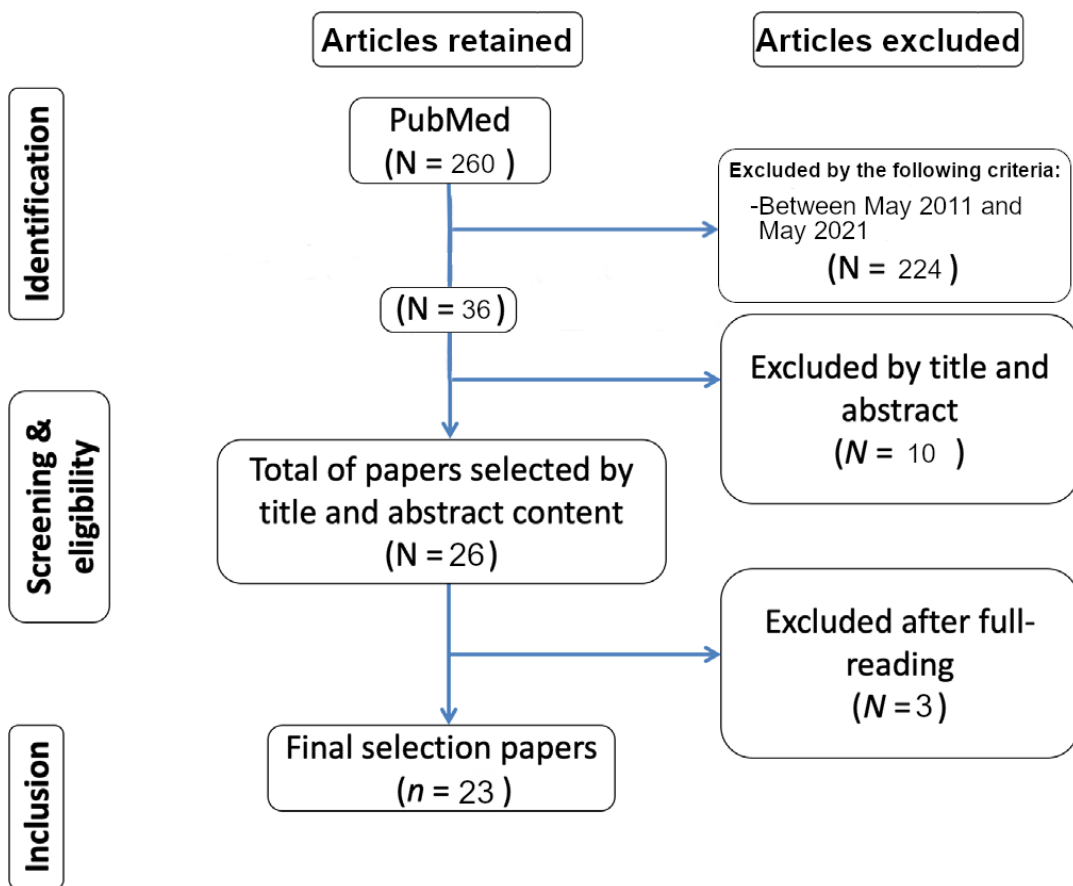 Articles retained
Articles excluded
Identification
PubMed
(N = 260 )
Excluded by the following criteria:
-Between May 2011 and
May 2021
(N = 224 )
(N = 36 )
Excluded by title and
abstract
(N = 10 )
Screening &
eligibility
Total of papers selected by
title and abstract content
(N = 26)
Excluded after full-
reading
(N = 3 )
Inclusion
Final selection papers
(n = 23 )